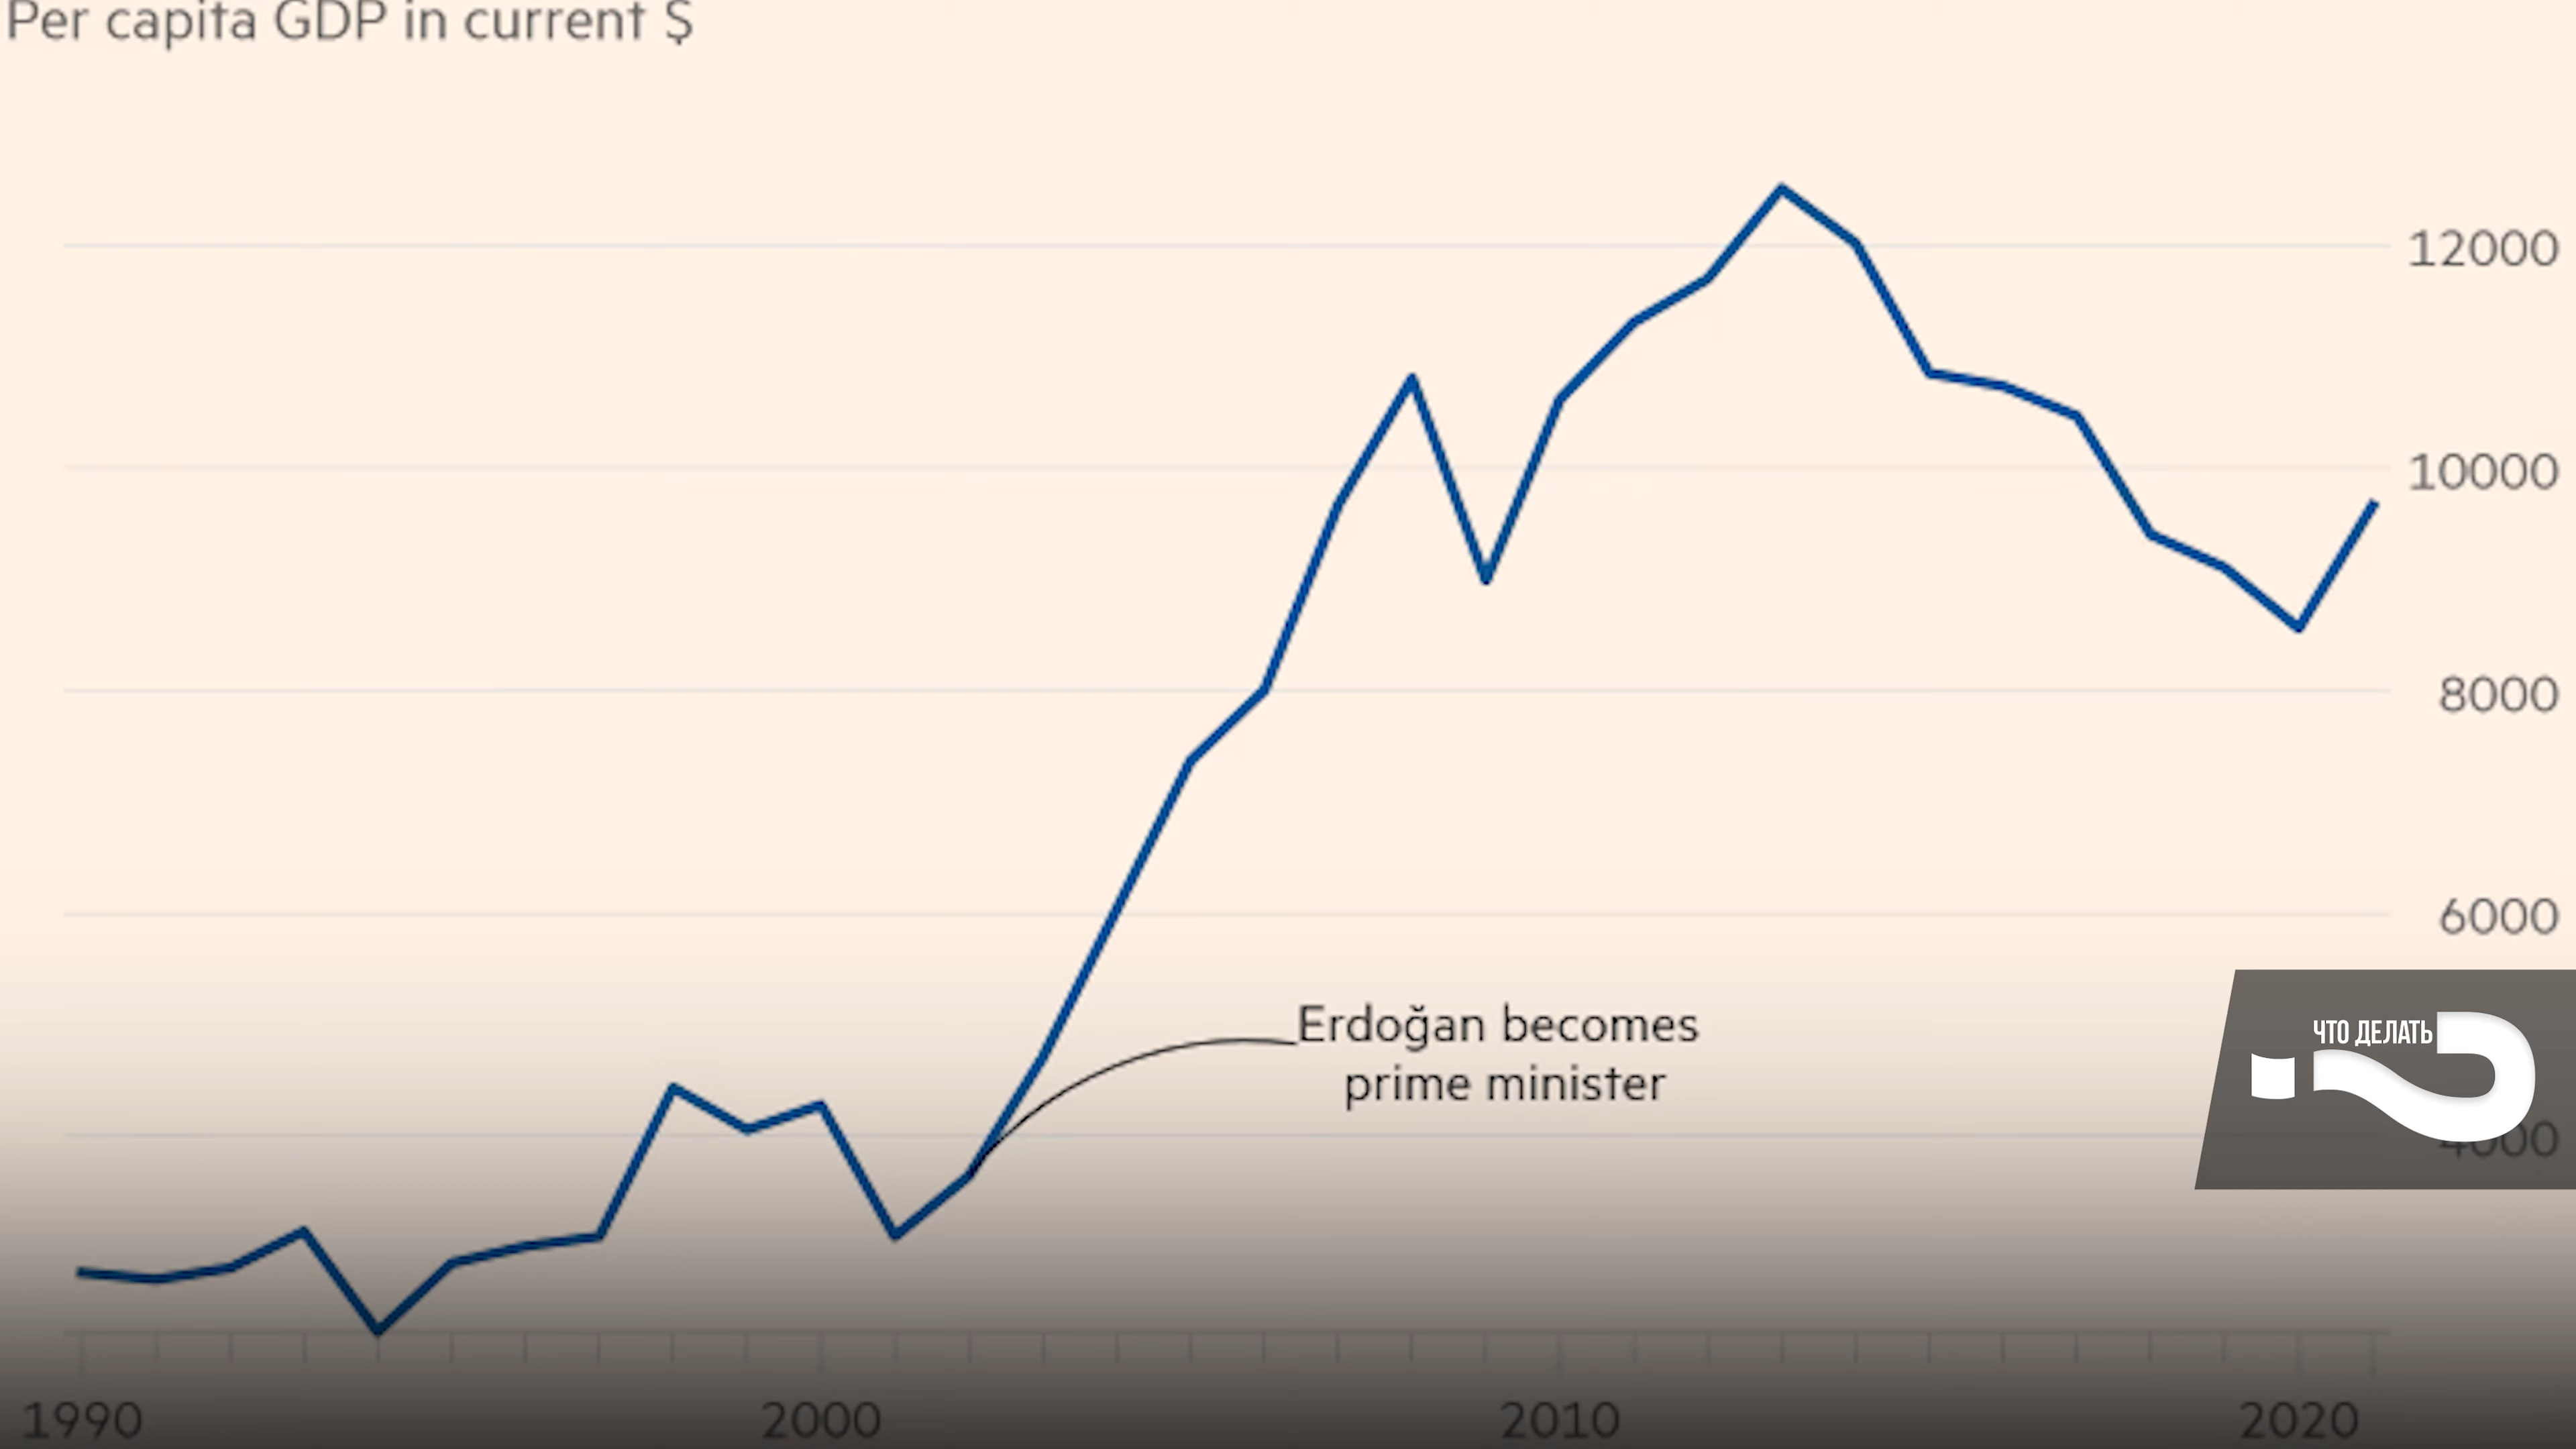 Per capita GDP in current $
12000
10000
8000
6000
Erdoğan becomes
prime minister
ЧТО ДЕЛАТЬ
4000
1990 2000 2010 2020